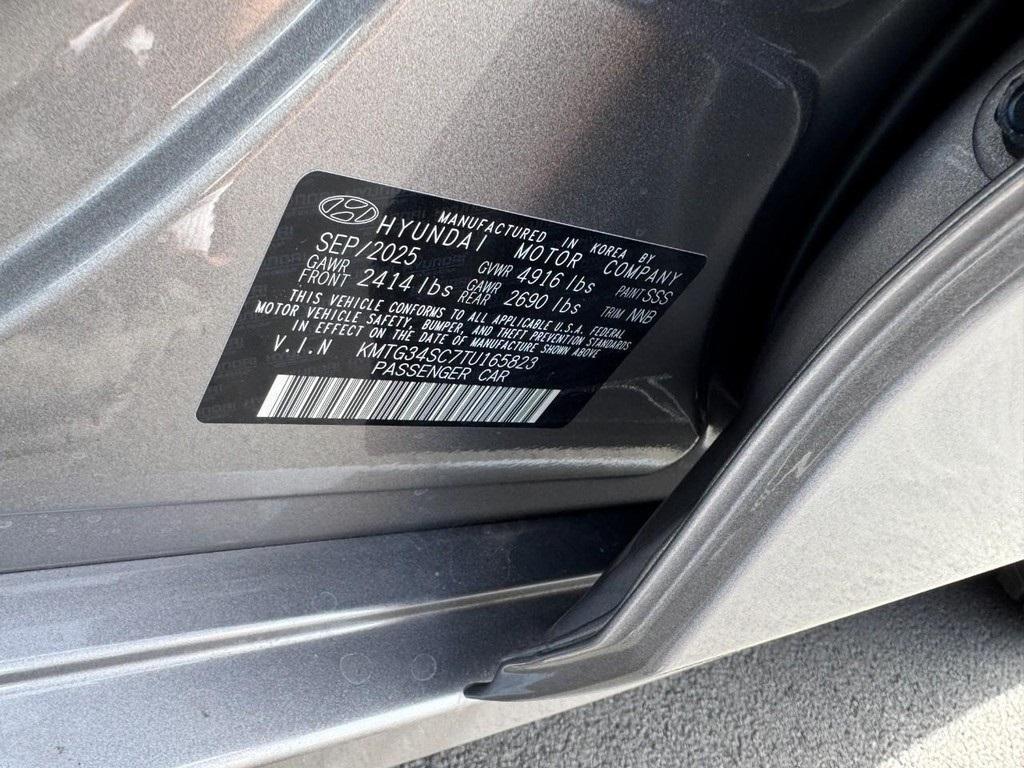 MANUFACTURED IN KOREA BY
HYUNDAI MOTOR COMPANY
SEP/2025 GVWR 4916 lbs PAINT SSS
GAWR FRONT 2414 lbs GAWR REAR 2690 lbs TRIM NNB
THIS VEHICLE CONFORMS TO ALL APPLICABLE U.S.A. FEDERAL
MOTOR VEHICLE SAFETY, BUMPER, AND THEFT PREVENTION STANDARDS
IN EFFECT ON THE DATE OF MANUFACTURE SHOWN ABOVE
V.I.N KMTG34SC7TU165823
PASSENGER CAR